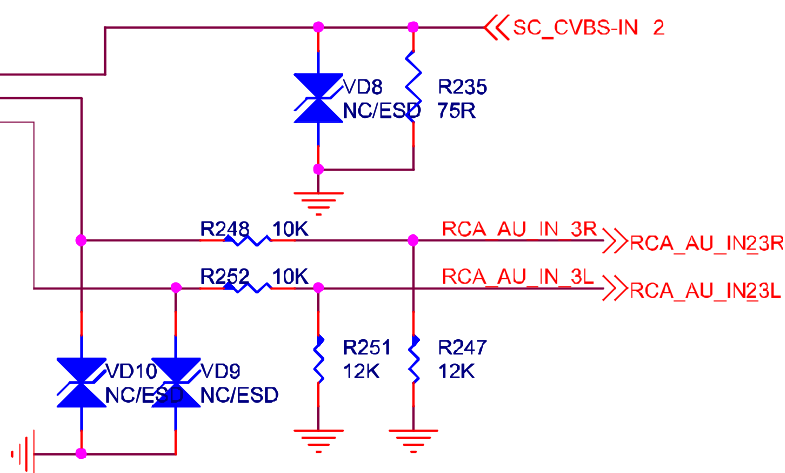 SC_CVBS-IN 2
VD8
NC/ESD
R235
75R
R248 10K
RCA_AU_IN_3R
RCA_AU_IN23R
R252 10K
RCA_AU_IN_3L
RCA_AU_IN23L
VD10
NC/ESD
VD9
NC/ESD
R251
12K
R247
12K